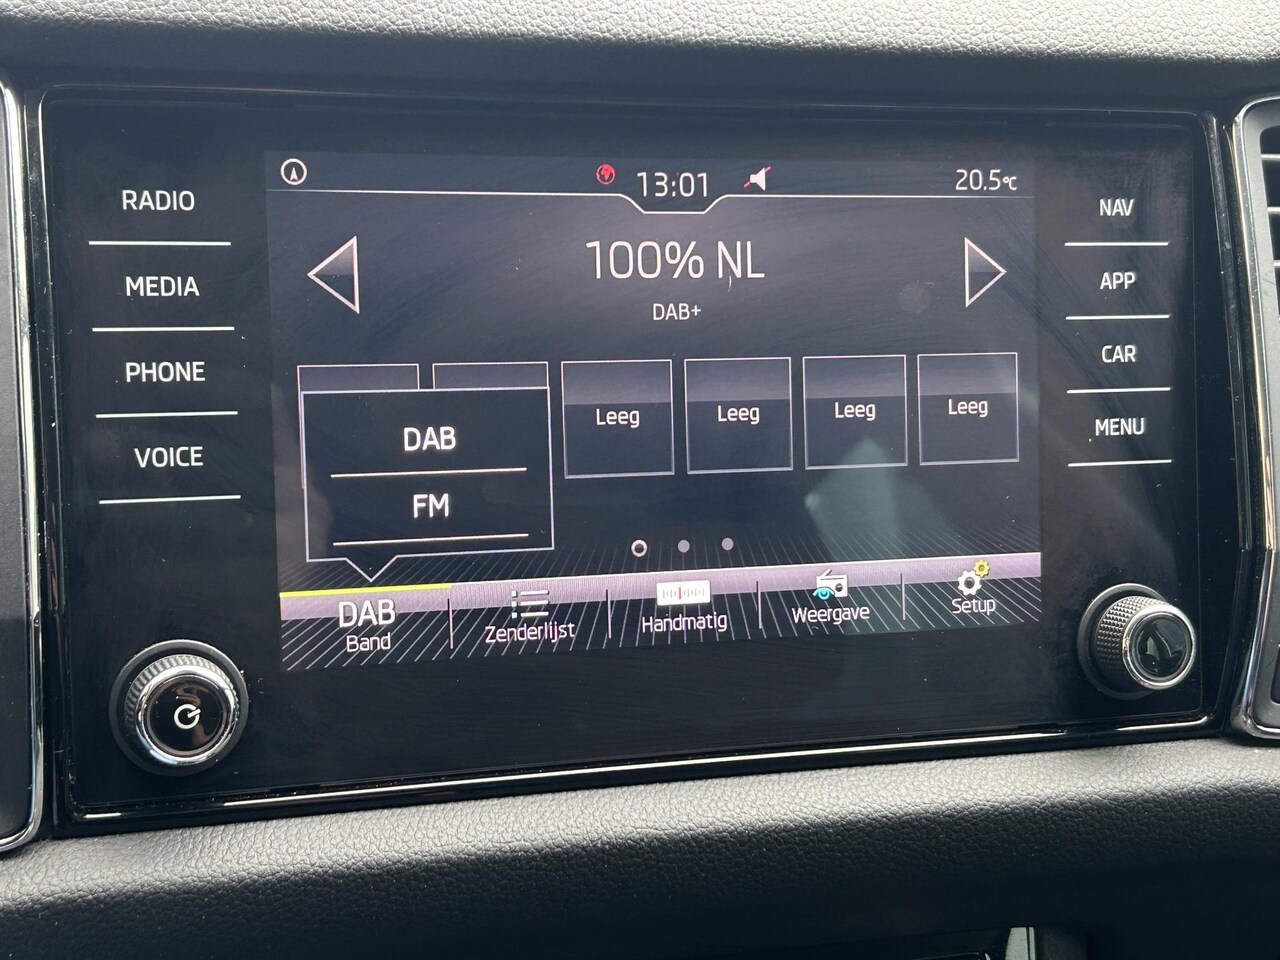 RADIO
MEDIA
PHONE
VOICE
13:01
20.5°C
100% NL
DAB+
DAB
FM
Leeg
Leeg
Leeg
Leeg
DAB
Band
Zenderlijst
Handmatig
Weergave
Setup
NAV
APP
CAR
MENU